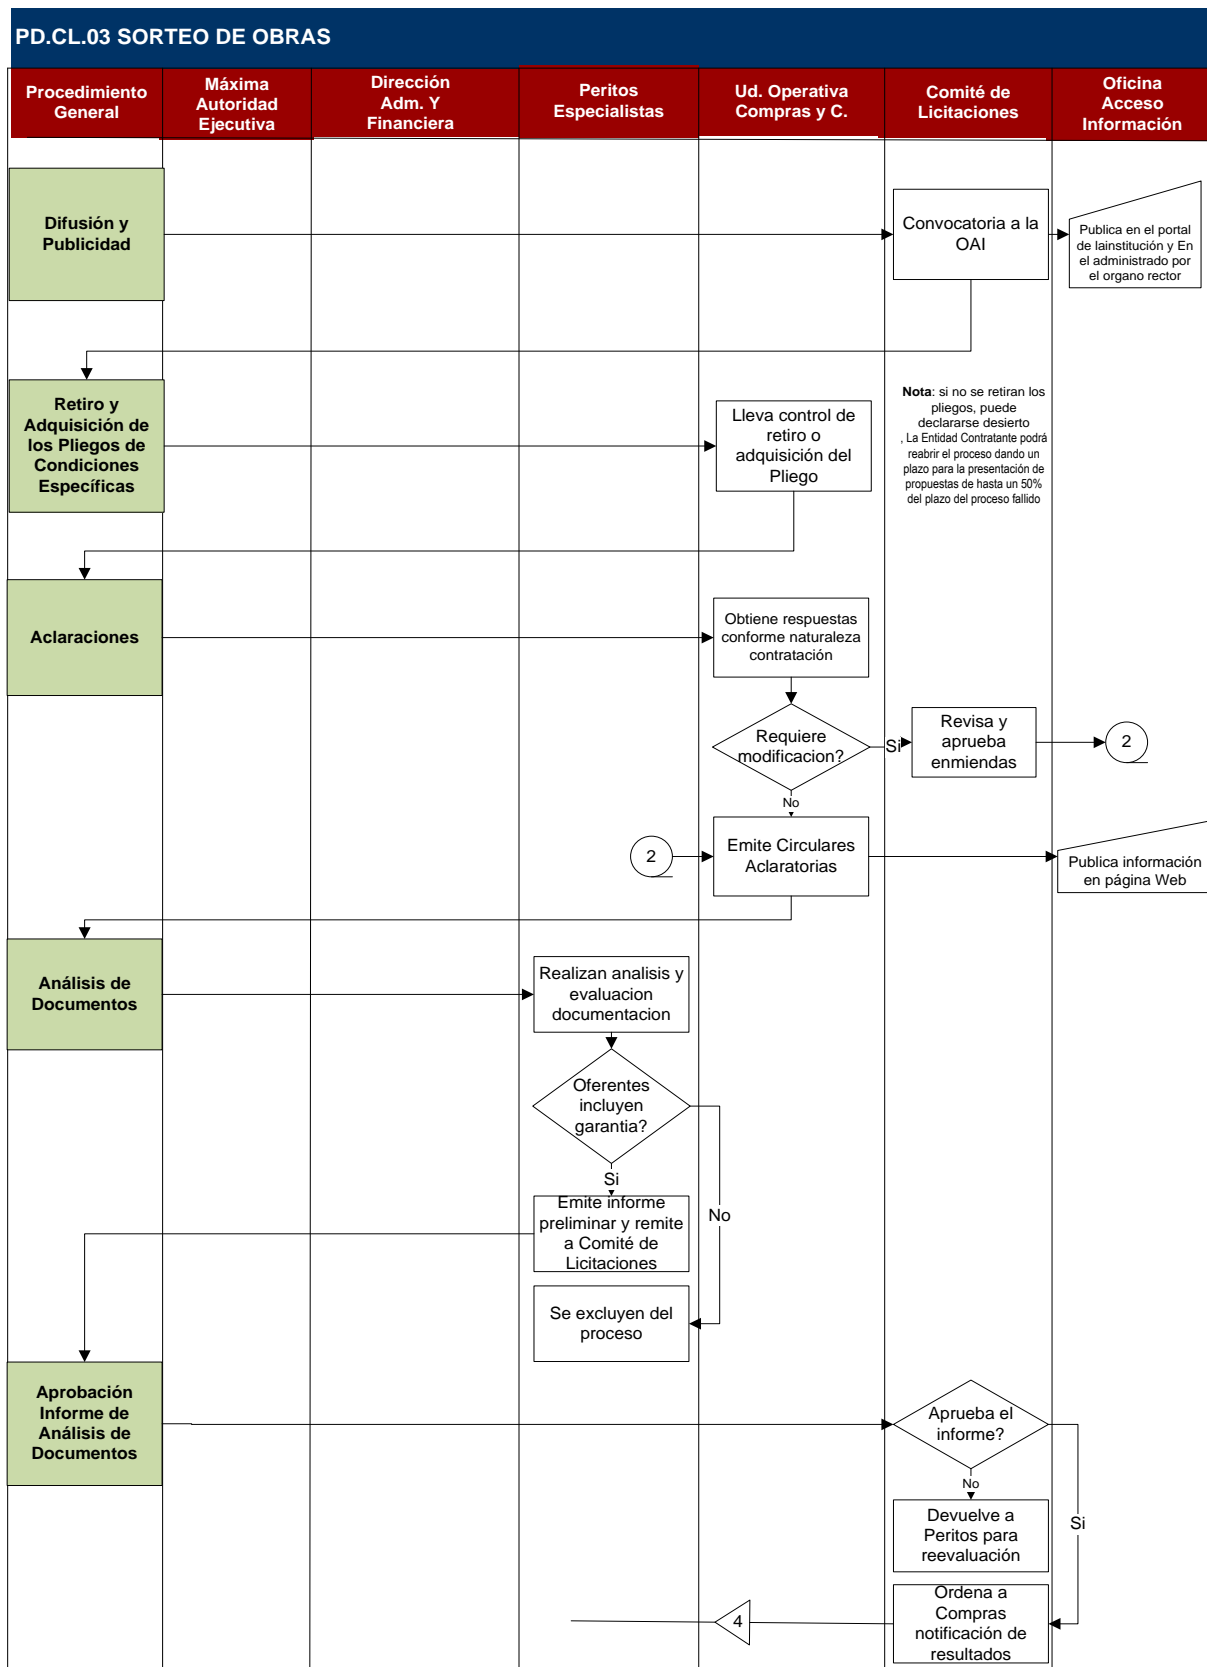 PD.CL.03 SORTEO DE OBRAS
Procedimiento
General
Máxima
Autoridad
Ejecutiva
Dirección
Adm. Y
Financiera
Peritos
Especialistas
Ud. Operativa
Compras y C.
Comité de
Licitaciones
Oficina
Acceso
Información
Difusión y
Publicidad
Convocatoria a la
OAI
Publica en el portal
de lainstitución y En
el administrado por
el organo rector
Retiro y
Adquisición de
los Pliegos de
Condiciones
Específicas
Lleva control de
retiro o
adquisición del
Pliego
Nota: si no se retiran los
pliegos, puede
declararse desierto
, La Entidad Contratante podrá
reabrir el proceso dando un
plazo para la presentación de
propuestas de hasta un 50%
del plazo del proceso fallido
Aclaraciones
Obtiene respuestas
conforme naturaleza
contratación
Requiere
modificacion?
Si
Revisa y
aprueba
enmiendas
2
No
2
Emite Circulares
Aclaratorias
Publica información
en página Web
Análisis de
Documentos
Realizan analisis y
evaluacion
documentacion
Oferentes
incluyen
garantia?
Si
No
Emite informe
preliminar y remite
a Comité de
Licitaciones
Se excluyen del
proceso
Aprobación
Informe de
Análisis de
Documentos
Aprueba el
informe?
No
Si
Devuelve a
Peritos para
reevaluación
Ordena a
Compras
notificación de
resultados
4